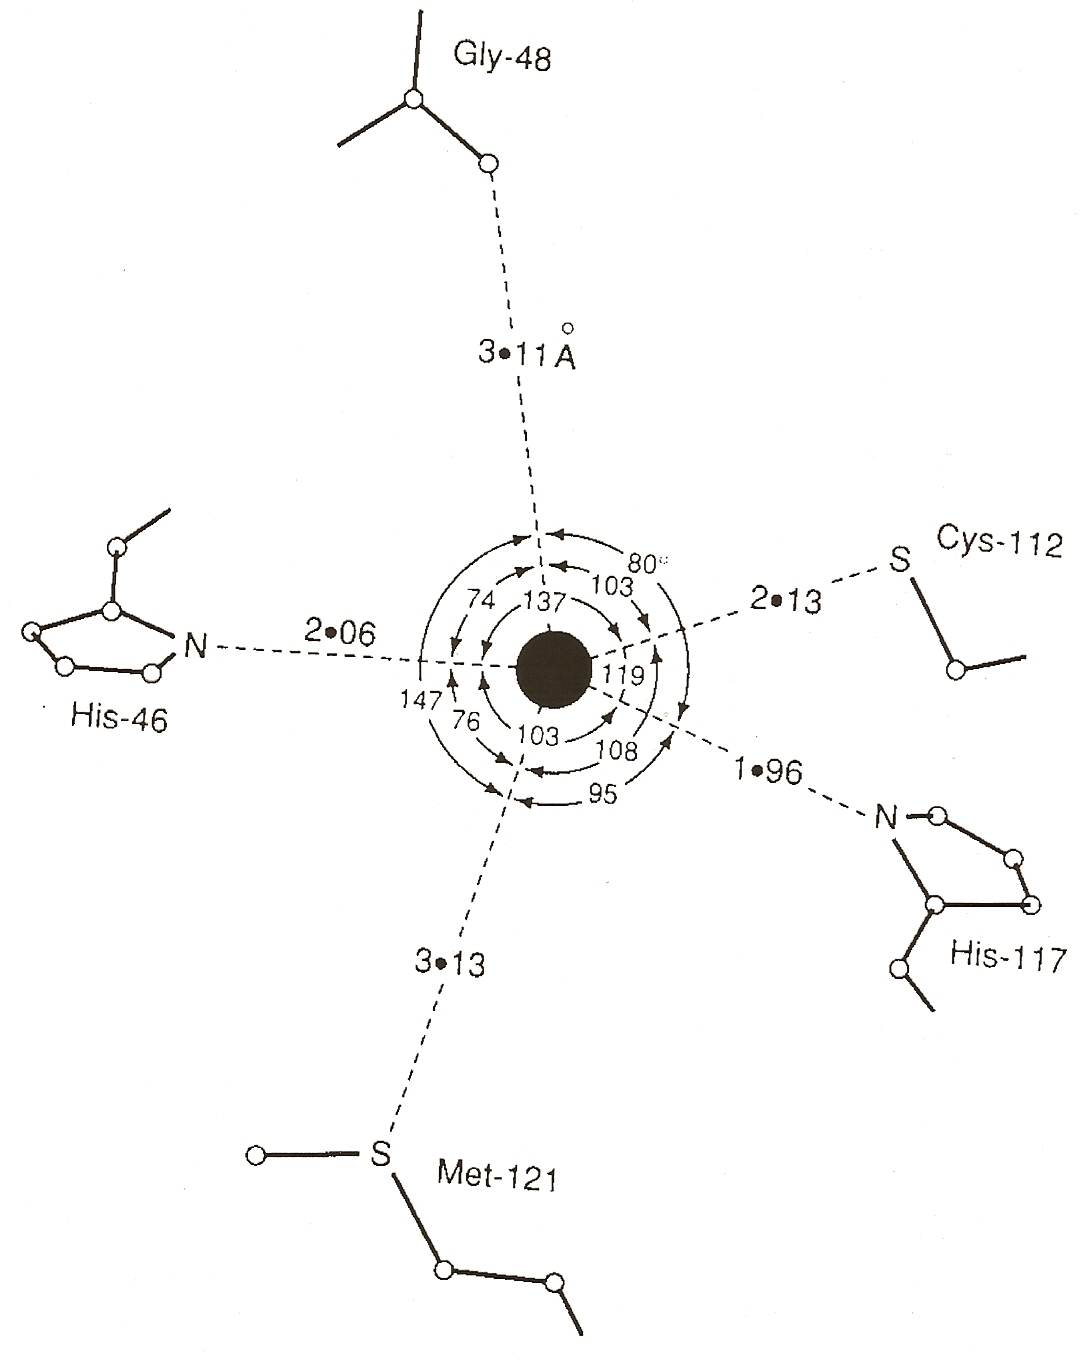 Gly-48
3•11 Å
Cys-112
S
80°
103
2•13
74
137
2•06
N
119
His-46
147
76
103
108
1•96
95
N
His-117
3•13
S
Met-121